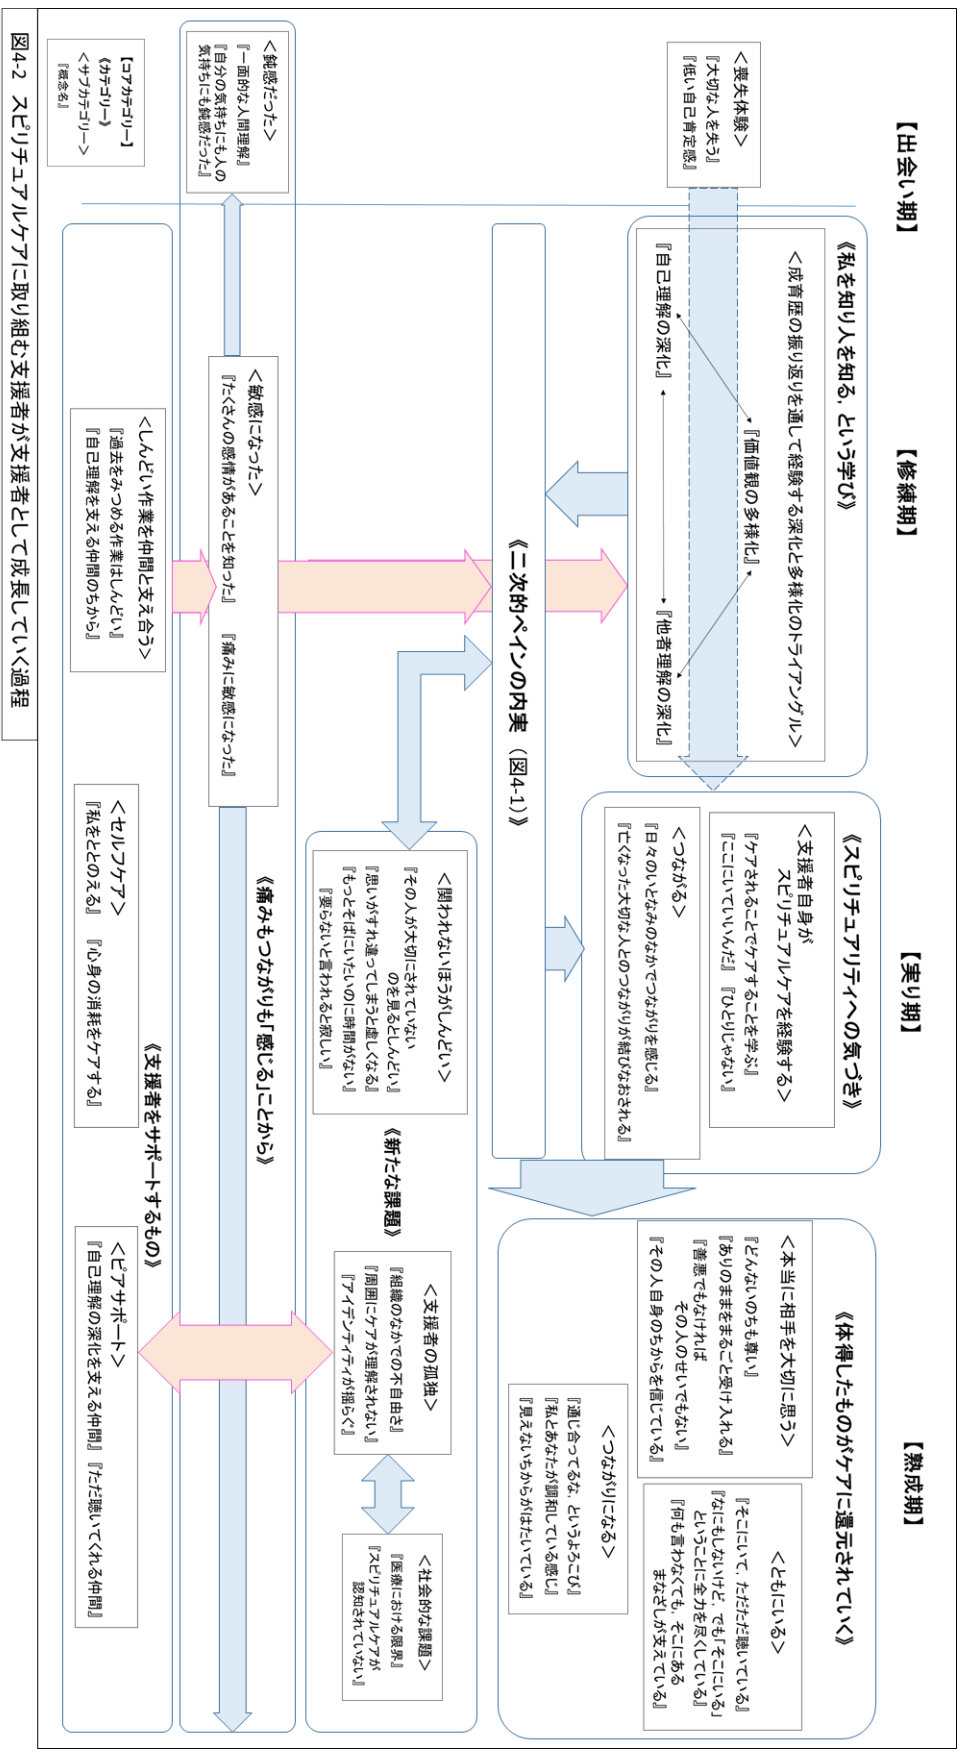 【出会い期】
【修練期】
【実り期】
【熟成期】
＜喪失体験＞
『大切な人を失う』
『低い自己肯定感』
《私を知り人を知る，という学び》
＜成育歴の振り返りを通して経験する深化と多様化のトライアングル＞
『価値観の多様化』
『自己理解の深化』
『他者理解の深化』
《スピリチュアリティへの気づき》
＜支援者自身が
スピリチュアルケアを経験する＞
『ケアされることでケアすることを学ぶ』
『ここにいていいんだ』『ひとりじゃない』
＜つながる＞
『日々のいとなみのなかでつながりを感じる』
『亡くなった大切な人とのつながりが結びなおされる』
《体得したものがケアに還元されていく》
＜本当に相手を大切に思う＞
『どんないのちも尊い』
『ありのままをまるごと受け入れる』
『善悪でもなければ
その人のせいでもない』
『その人自身のちからを信じている』
＜ともにいる＞
『そこにいて，ただただ聴いている』
『なにもしないけど，でも「そこにいる」
ということに全力を尽くしている』
『何も言わなくても，そこにある
まなざしが支えている』
＜つながりになる＞
『通じ合ってるな，というよろこび』
『私とあなたが調和している感じ』
『見えないちからがはたいている』
《二次的ペインの内実（図4-1）》
《新たな課題》
＜関われないほうがしんどい＞
『その人が大切にされていない
のを見るとしんどい』
『思いがすれ違ってしまうと虚しくなる』
『もっとそばにいたいのに時間がない』
『要らないと言われると寂しい』
＜支援者の孤独＞
『組織のなかでの不自由さ』
『周囲にケアが理解されない』
『アイデンティティが揺らぐ』
＜社会的な課題＞
『医療における限界』
『スピリチュアルケアが
認知されていない』
＜鈍感だった＞
『一面的な人間理解』
『自分の気持ちにも人の
気持ちにも鈍感だった』
＜敏感になった＞
『たくさんの感情があることを知った』　『痛みに敏感になった』
《痛みもつながりも「感じる」ことから》
《支援者をサポートするもの》
＜しんどい作業を仲間と支え合う＞
『過去をみつめる作業はしんどい』
『自己理解を支える仲間のちから』
＜セルフケア＞
『私をととのえる』　『心身の消耗をケアする』
＜ピアサポート＞
『自己理解の深化を支える仲間』『ただ聴いてくれる仲間』
【コアカテゴリー】
《カテゴリー》
＜サブカテゴリー＞
『概念名』
図4-2　スピリチュアルケアに取り組む支援者が支援者として成長していく過程